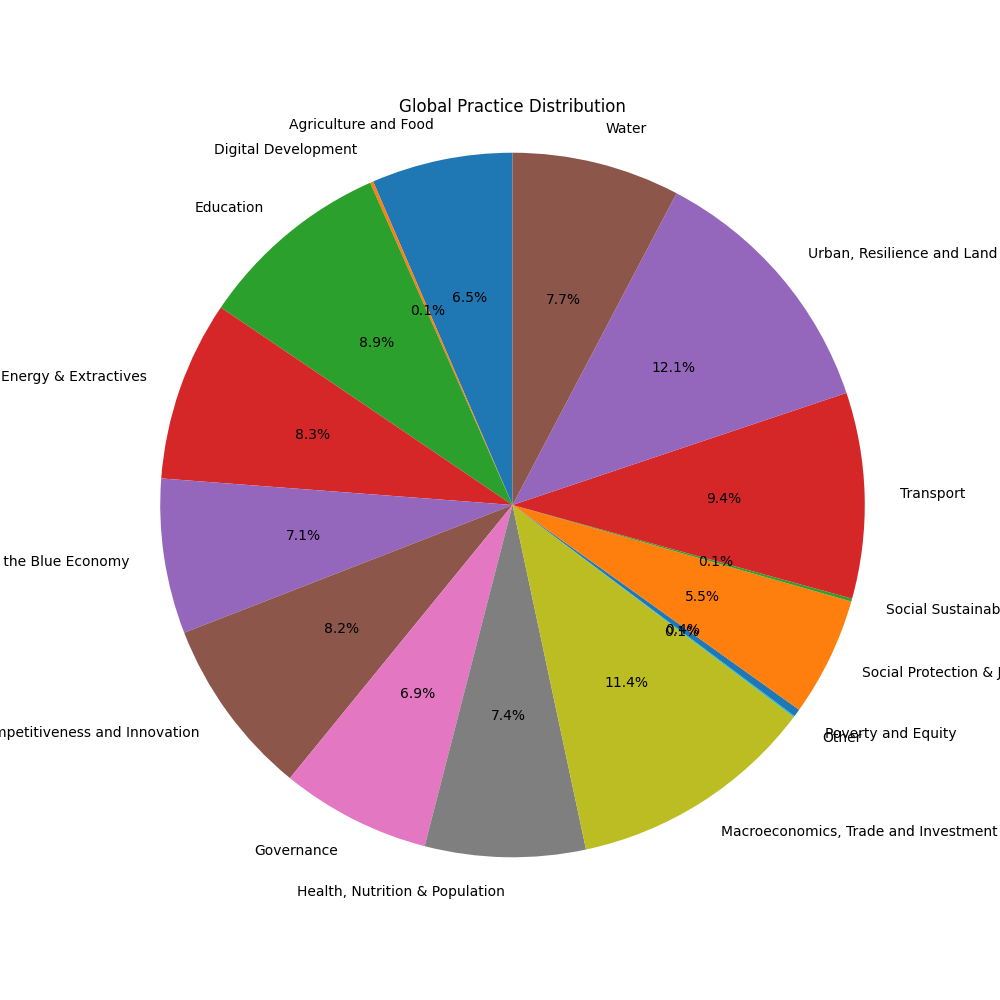 Global Practice Distribution
Agriculture and Food
Water
Digital Development
Education
Urban, Resilience and Land
6.5%
7.7%
0.1%
8.9%
12.1%
Energy & Extractives
8.3%
9.4%
Transport
7.1%
the Blue Economy
0.1%
5.5%
Social Sustainab
8.2%
0.4%
0.1%
Social Protection & J
6.9%
11.4%
7.4%
mpetitiveness and Innovation
Poverty and Equity
Other
Governance
Macroeconomics, Trade and Investment
Health, Nutrition & Population